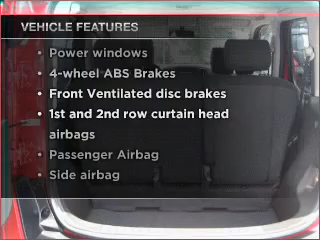 VEHICLE FEATURES
• Power windows
• 4-wheel ABS Brakes
• Front Ventilated disc brakes
• 1st and 2nd row curtain head
airbags
• Passenger Airbag
• Side airbag